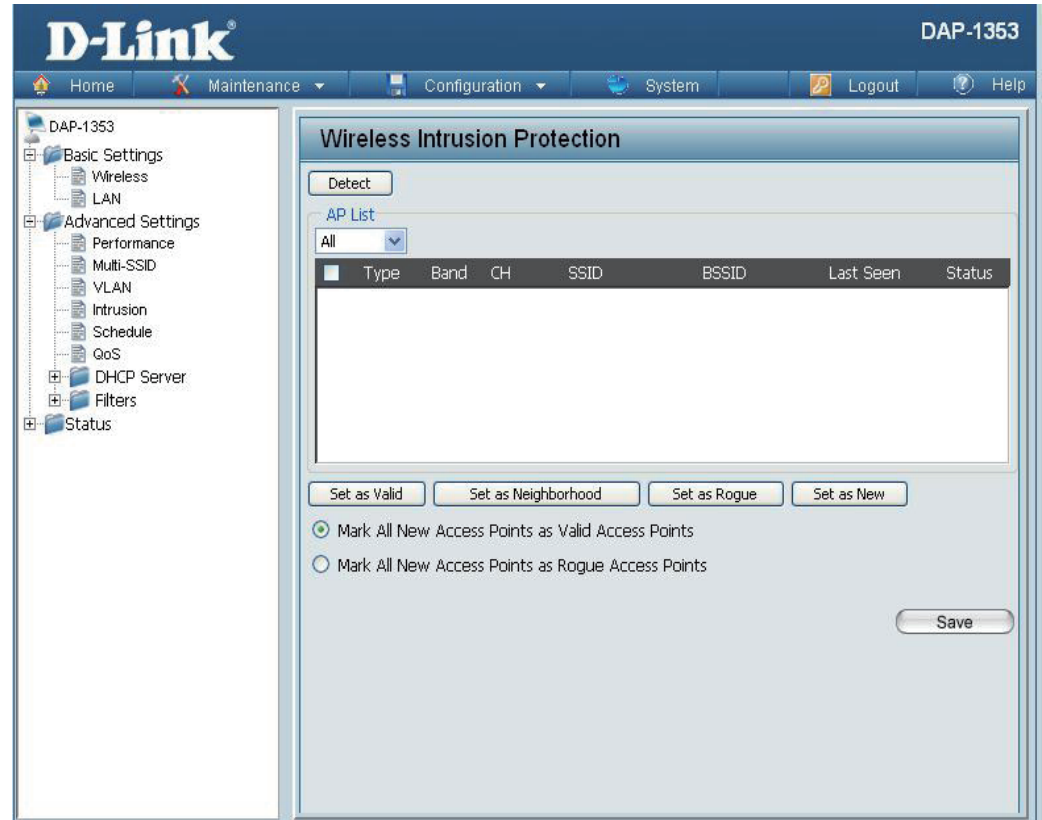 D-Link®
DAP-1353
Home Maintenance Configuration System Logout Help
DAP-1353
Basic Settings
Wireless
LAN
Advanced Settings
Performance
Multi-SSID
VLAN
Intrusion
Schedule
QoS
DHCP Server
Filters
Status
Wireless Intrusion Protection
Detect
AP List
All
Type Band CH SSID BSSID Last Seen Status
Set as Valid Set as Neighborhood Set as Rogue Set as New
Mark All New Access Points as Valid Access Points
Mark All New Access Points as Rogue Access Points
Save